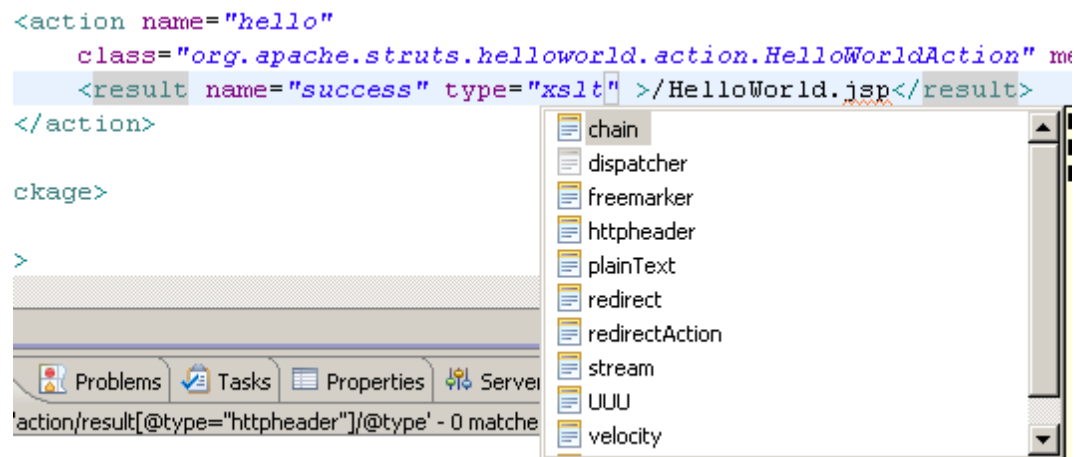 <action name="hello"
class="org.apache.struts.helloworld.action.HelloWorldAction" me
<result name="success" type="xslt" >/HelloWorld.jsp</result>
</action>
ckage>
>
chain
dispatcher
freemarker
httpheader
plainText
redirect
redirectAction
stream
UUU
velocity
Problems Tasks Properties Server
'action/result[@type="httpheader"]/@type' - 0 matche